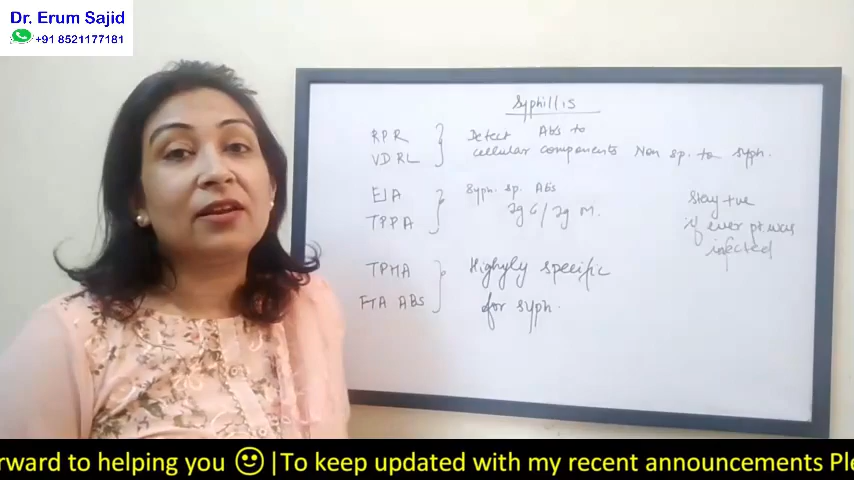 Dr. Erum Sajid
+91 8521177181
Syphillis
RPR
VDRL
Detect Abs to
cellular components Non sp. to syph.
EIA
TPPA
Syph. sp. Abs
Ig G / Ig M.
stay +ve
if ever pt. was
infected
TPHA
FTA ABS
Highyly specific
for syph.
rward to helping you 🙂 |To keep updated with my recent announcements Ple